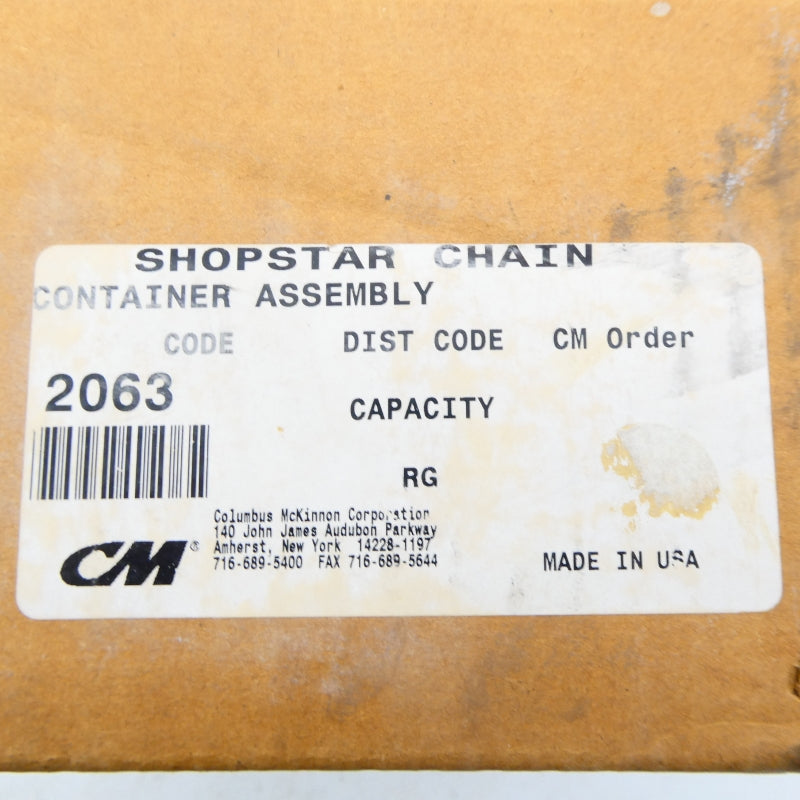 SHOPSTAR CHAIN
CONTAINER ASSEMBLY
CODE DIST CODE CM Order
2063
CAPACITY
RG
Columbus McKinnon Corporation
140 John James Audubon Parkway
Amherst, New York 14228-1197
716-689-5400 FAX 716-689-5644
CM®
MADE IN USA